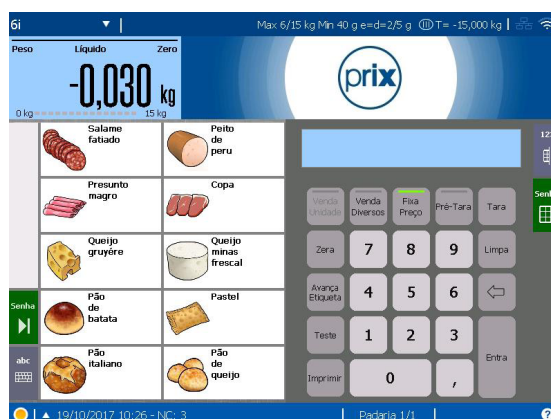 6i
Max 6/15 kg Min 40 g e=d=2/5 g (III) T= -15,000 kg
Peso Líquido Zero
-0,030 kg
0 kg 15 kg
prix
Salame fatiado
Peito de peru
Presunto magro
Copa
Queijo gruyére
Queijo minas frescal
Pão de batata
Pastel
Pão italiano
Pão de queijo
Senha
abc
123
Senha
Venda Unidade
Venda Diversos
Fixa Preço
Pré-Tara
Tara
Zera
7
8
9
Limpa
Avança Etiqueta
4
5
6
Teste
1
2
3
Entra
Imprimir
0
,
19/10/2017 10:26 - NC: 3
Padaria 1/1
?